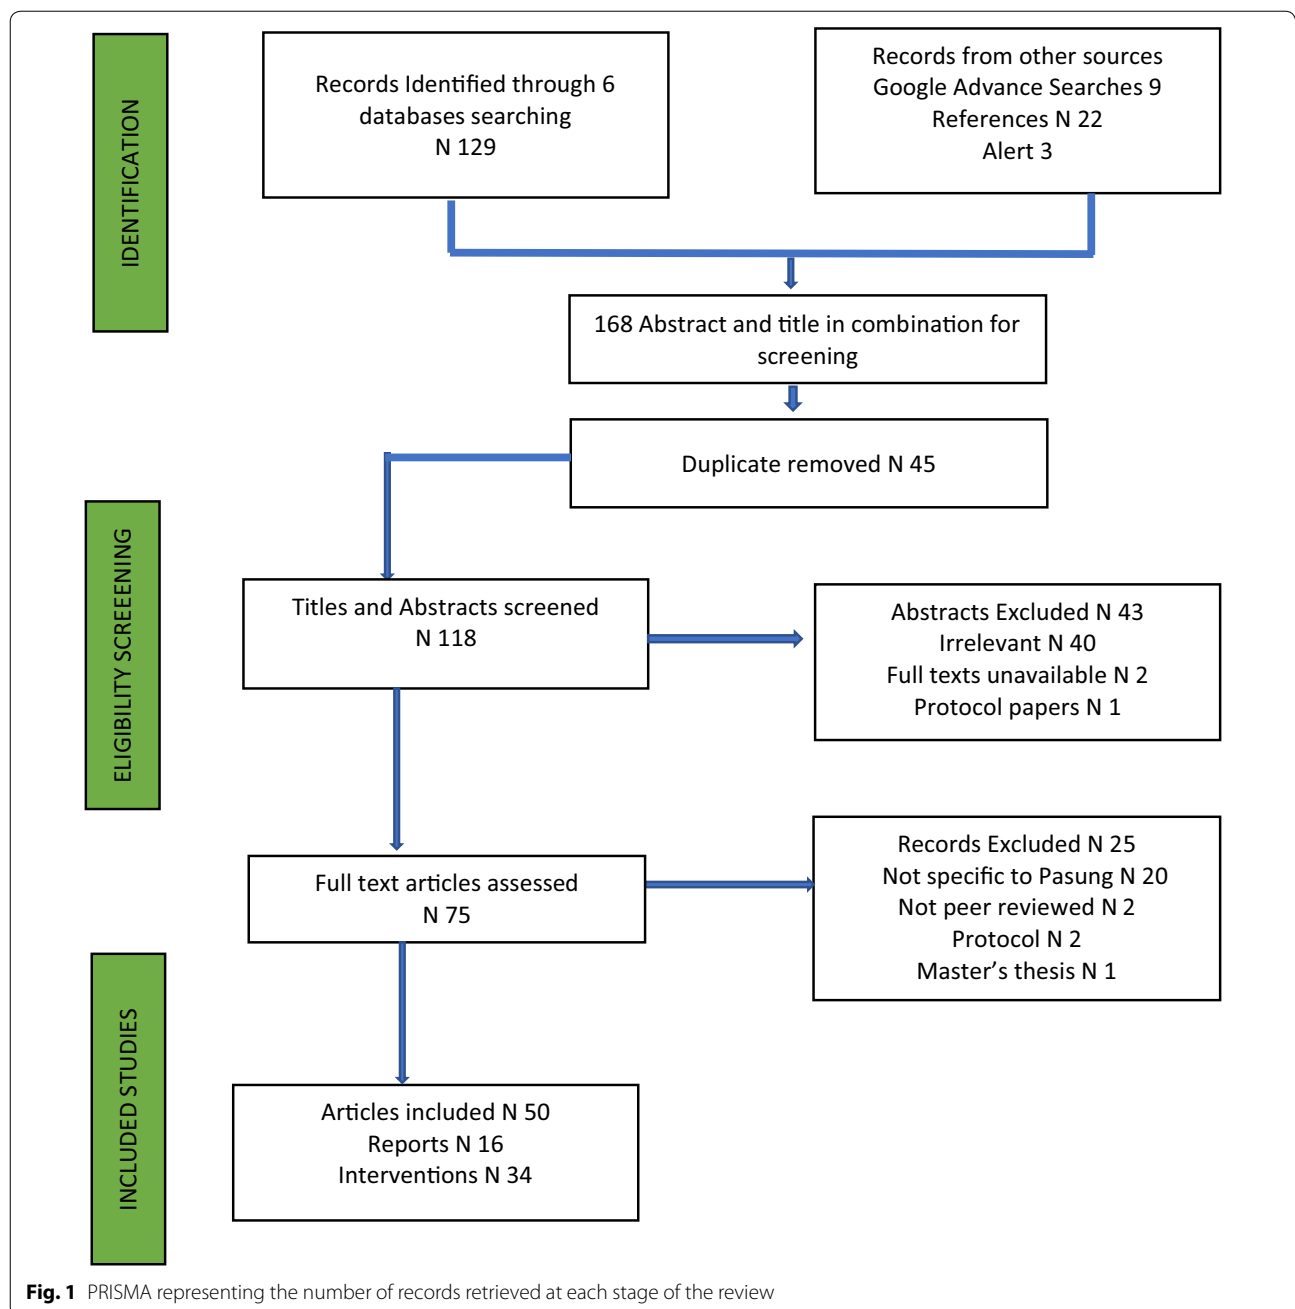 IDENTIFICATION
Records Identified through 6
databases searching
N 129
Records from other sources
Google Advance Searches 9
References N 22
Alert 3
168 Abstract and title in combination for
screening
Duplicate removed N 45
ELIGIBILITY SCREEENING
Titles and Abstracts screened
N 118
Abstracts Excluded N 43
Irrelevant N 40
Full texts unavailable N 2
Protocol papers N 1
Full text articles assessed
N 75
Records Excluded N 25
Not specific to Pasung N 20
Not peer reviewed N 2
Protocol N 2
Master’s thesis N 1
INCLUDED STUDIES
Articles included N 50
Reports N 16
Interventions N 34
Fig. 1 PRISMA representing the number of records retrieved at each stage of the review